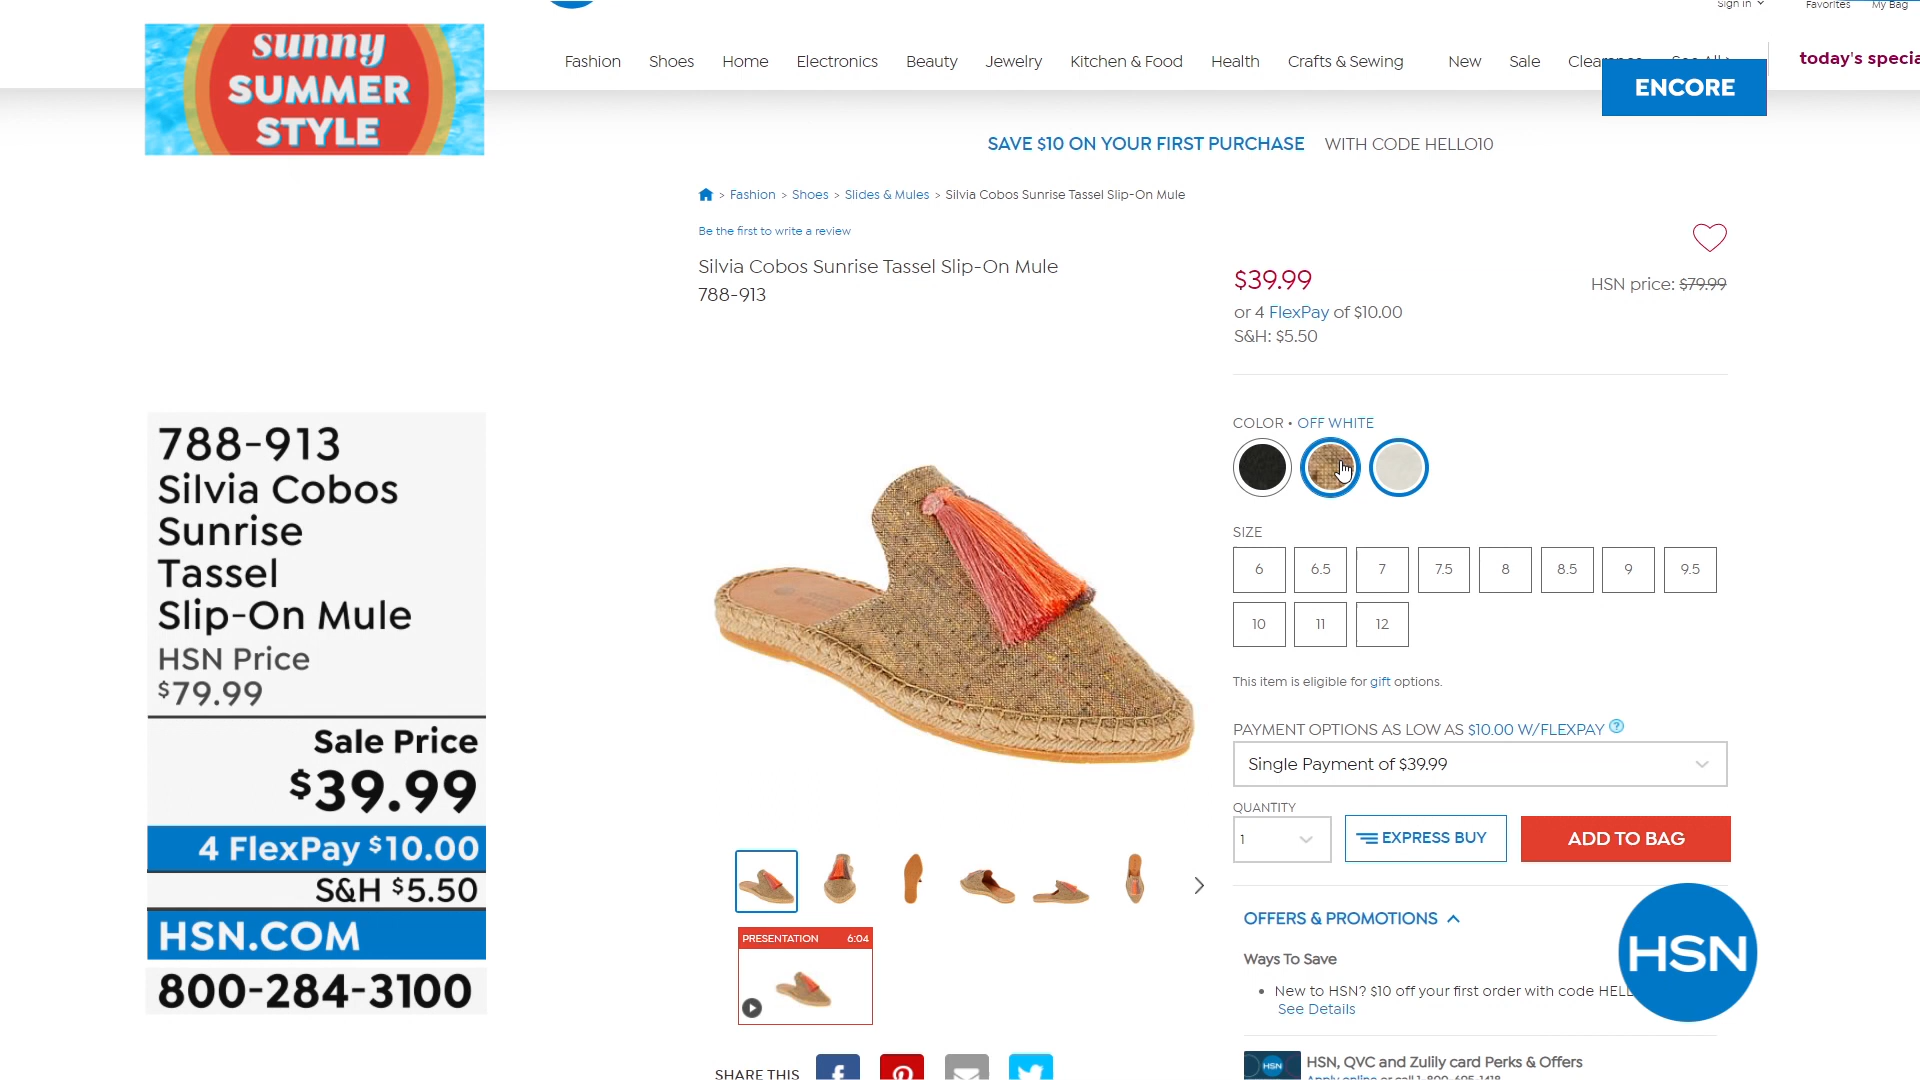 Sign In
Favorites
My Bag
sunny
SUMMER
STYLE
Fashion
Shoes
Home
Electronics
Beauty
Jewelry
Kitchen & Food
Health
Crafts & Sewing
New
Sale
today's specia
ENCORE
SAVE $10 ON YOUR FIRST PURCHASE WITH CODE HELLO10
> Fashion > Shoes > Slides & Mules > Silvia Cobos Sunrise Tassel Slip-On Mule
Be the first to write a review
Silvia Cobos Sunrise Tassel Slip-On Mule
788-913
$39.99
HSN price: $79.99
or 4 FlexPay of $10.00
S&H: $5.50
COLOR • OFF WHITE
SIZE
6 6.5 7 7.5 8 8.5 9 9.5
10 11 12
This item is eligible for gift options.
PAYMENT OPTIONS AS LOW AS $10.00 W/FLEXPAY ?
Single Payment of $39.99
QUANTITY
1
EXPRESS BUY
ADD TO BAG
OFFERS & PROMOTIONS
Ways To Save
• New to HSN? $10 off your first order with code HELL
See Details
HSN
HSN
HSN, QVC and Zulily card Perks & Offers
Apply online or call 1-800-695-1418
788-913
Silvia Cobos
Sunrise
Tassel
Slip-On Mule
HSN Price
$79.99
Sale Price
$39.99
4 FlexPay $10.00
S&H $5.50
HSN.COM
800-284-3100
PRESENTATION 6:04
SHARE THIS